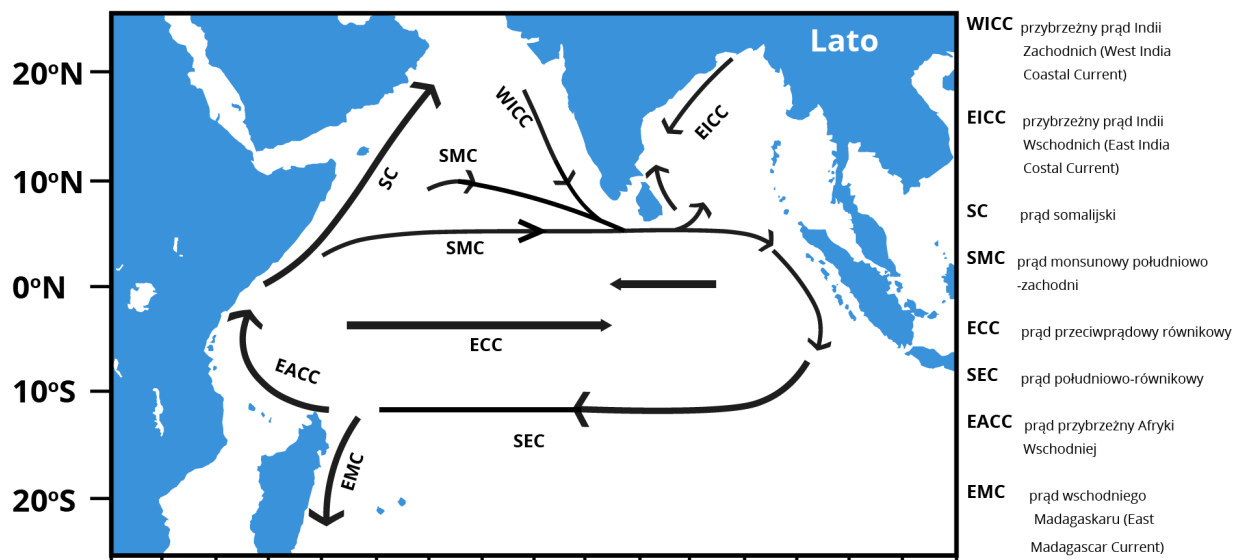 Lato
20°N
10°N
0°N
10°S
20°S
WICC
EICC
SMC
SC
SMC
ECC
EACC
SEC
EMC
WICC przybrzeżny prąd Indii
Zachodnich (West India
Coastal Current)
EICC przybrzeżny prąd Indii
Wschodnich (East India
Costal Current)
SC prąd somalijski
SMC prąd monsunowy południowo
-zachodni
ECC prąd przeciwprądowy równikowy
SEC prąd południowo-równikowy
EACC prąd przybrzeżny Afryki
Wschodniej
EMC prąd wschodniego
Madagaskaru (East
Madagascar Current)